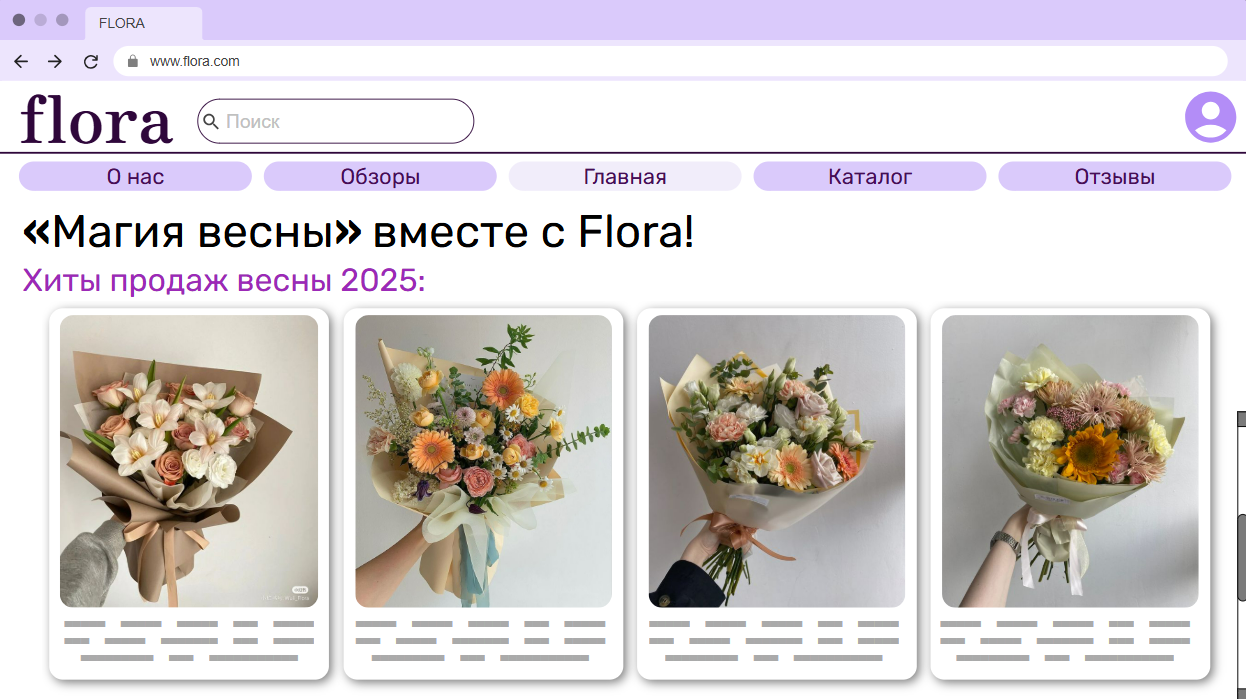 FLORA
www.flora.com
flora
Поиск
О нас
Обзоры
Главная
Каталог
Отзывы
«Магия весны» вместе с Flora!
Хиты продаж весны 2025: